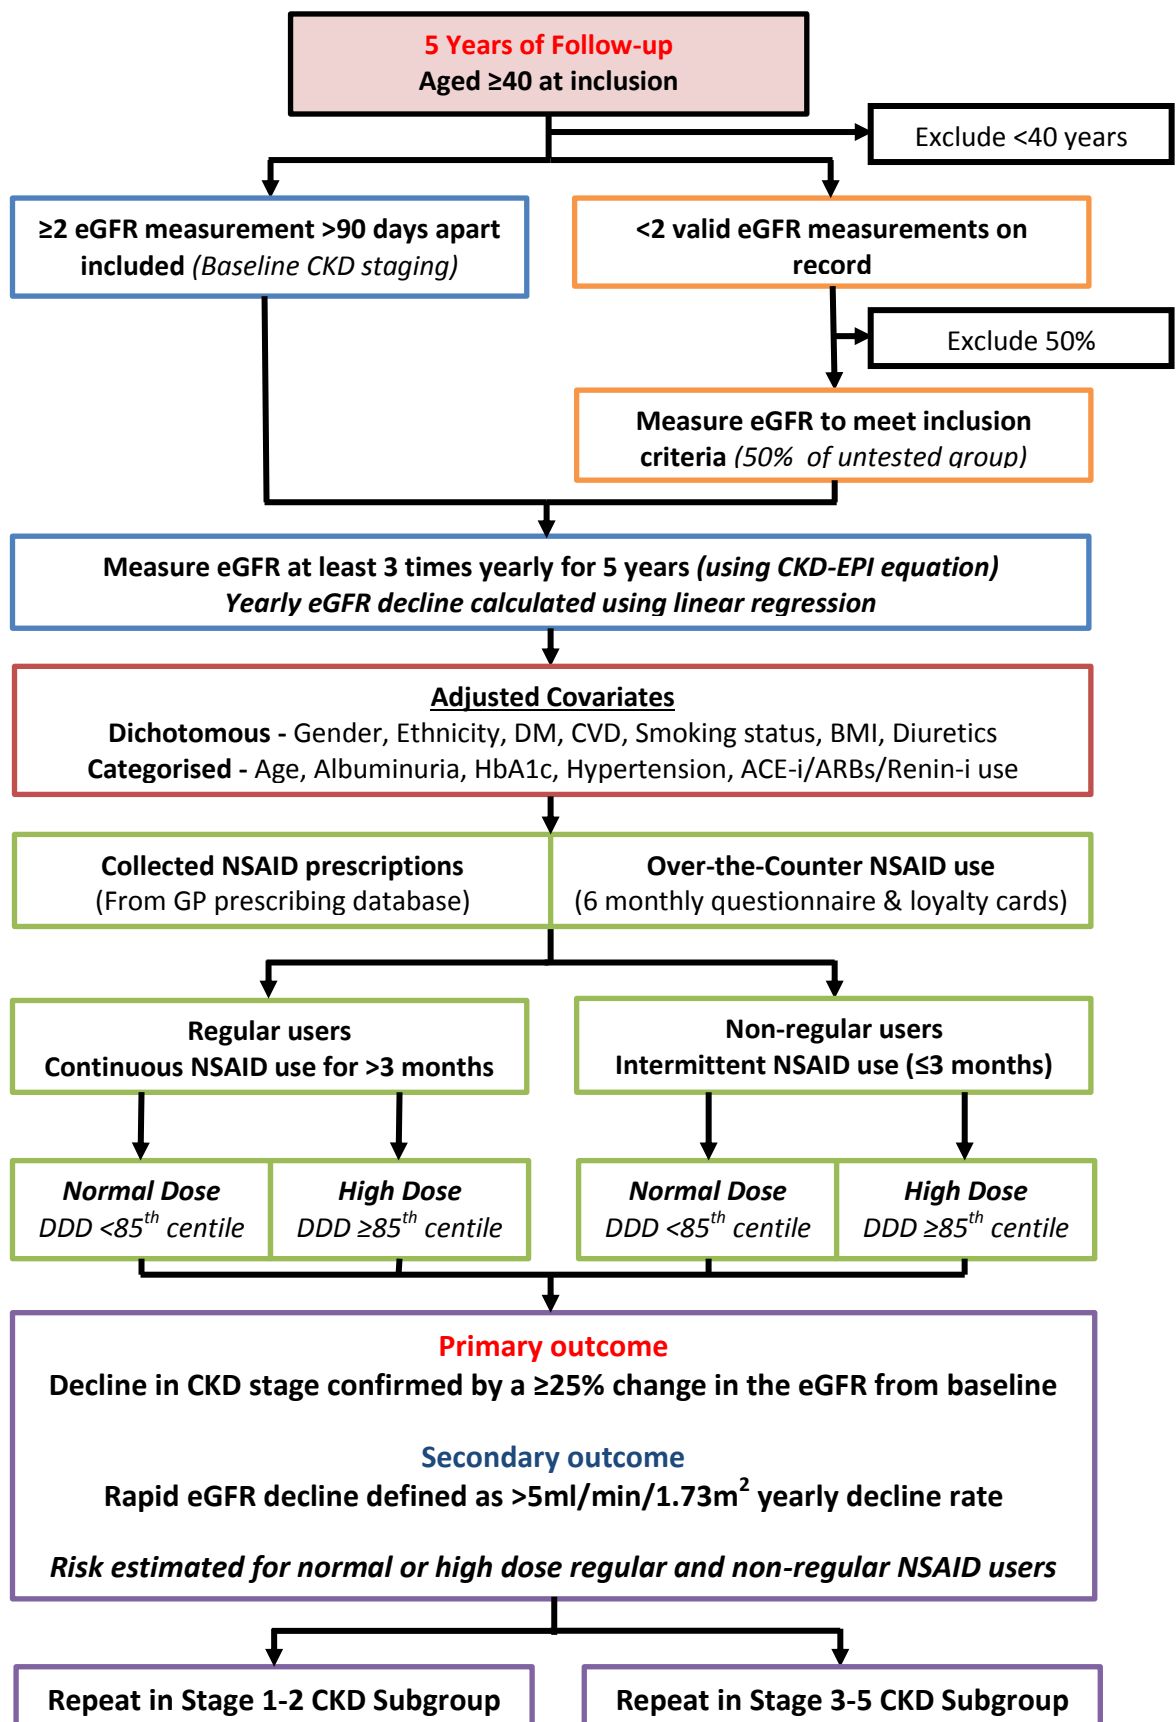 5 Years of Follow-up
Aged ≥40 at inclusion
Exclude <40 years
≥2 eGFR measurement >90 days apart
included (Baseline CKD staging)
<2 valid eGFR measurements on
record
Exclude 50%
Measure eGFR to meet inclusion
criteria (50% of untested group)
Measure eGFR at least 3 times yearly for 5 years (using CKD-EPI equation)
Yearly eGFR decline calculated using linear regression
Adjusted Covariates
Dichotomous - Gender, Ethnicity, DM, CVD, Smoking status, BMI, Diuretics
Categorised - Age, Albuminuria, HbA1c, Hypertension, ACE-i/ARBs/Renin-i use
Collected NSAID prescriptions
(From GP prescribing database)
Over-the-Counter NSAID use
(6 monthly questionnaire & loyalty cards)
Regular users
Continuous NSAID use for >3 months
Non-regular users
Intermittent NSAID use (≤3 months)
Normal Dose
DDD <85th centile
High Dose
DDD ≥85th centile
Normal Dose
DDD <85th centile
High Dose
DDD ≥85th centile
Primary outcome
Decline in CKD stage confirmed by a ≥25% change in the eGFR from baseline
Secondary outcome
Rapid eGFR decline defined as >5ml/min/1.73m² yearly decline rate
Risk estimated for normal or high dose regular and non-regular NSAID users
Repeat in Stage 1-2 CKD Subgroup
Repeat in Stage 3-5 CKD Subgroup